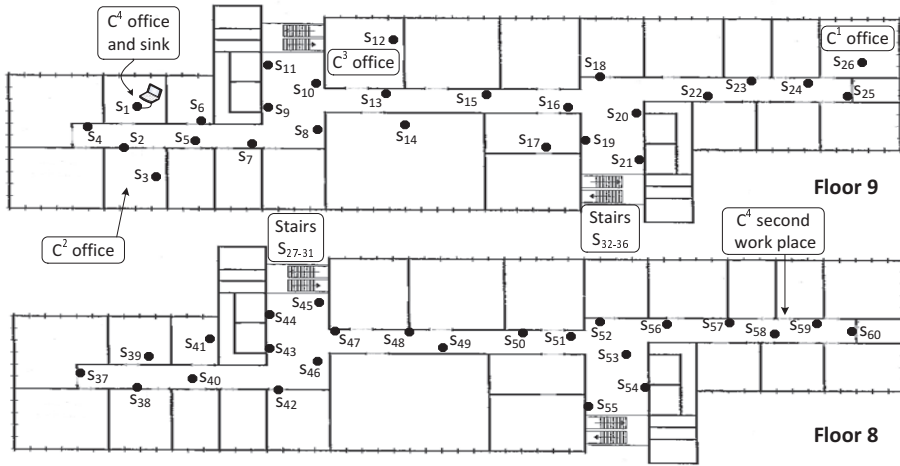 C⁴ office
and sink
S₁₂
C³ office
C¹ office
S₂₆
S₁₁
S₁₀
S₁₈
S₁
S₆
S₉
S₁₃
S₁₅
S₁₆
S₂₂
S₂₃
S₂₄
S₂₅
S₄
S₂
S₅
S₇
S₈
S₁₄
S₁₇
S₁₉
S₂₀
S₃
S₂₁
Floor 9
C² office
Stairs
S₂₇₋₃₁
Stairs
S₃₂₋₃₆
C⁴ second
work place
S₄₅
S₄₄
S₄₁
S₄₃
S₄₇
S₄₈
S₄₉
S₅₀
S₅₁
S₅₂
S₅₆
S₅₇
S₅₈
S₅₉
S₆₀
S₃₉
S₄₆
S₅₃
S₃₇
S₃₈
S₄₀
S₄₂
S₅₄
S₅₅
Floor 8